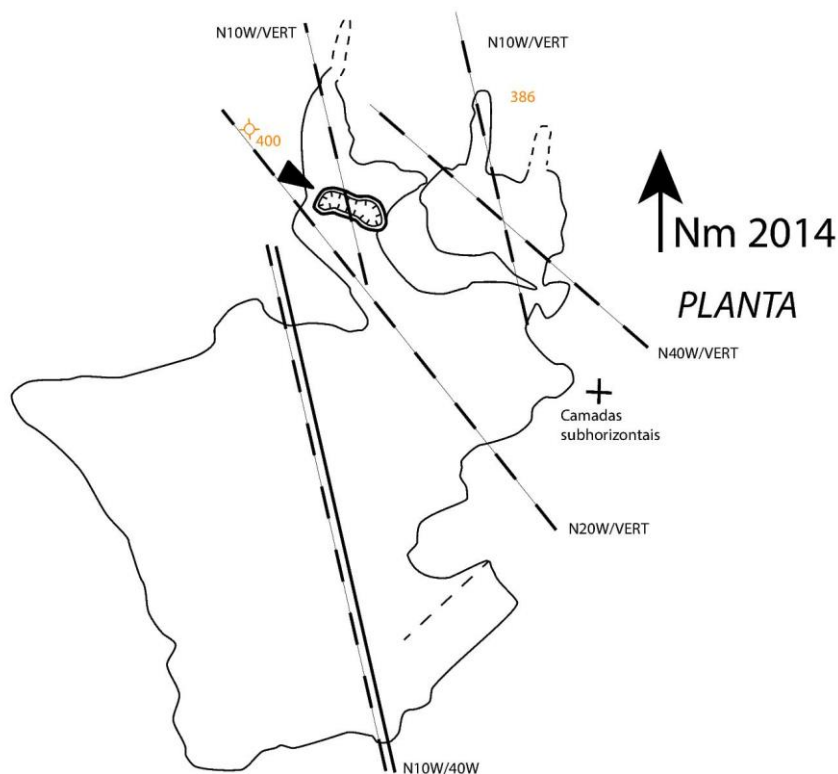 N10W/VERT
N10W/VERT
386
400
Nm 2014
PLANTA
N40W/VERT
Camadas
subhorizontais
N20W/VERT
N10W/40W